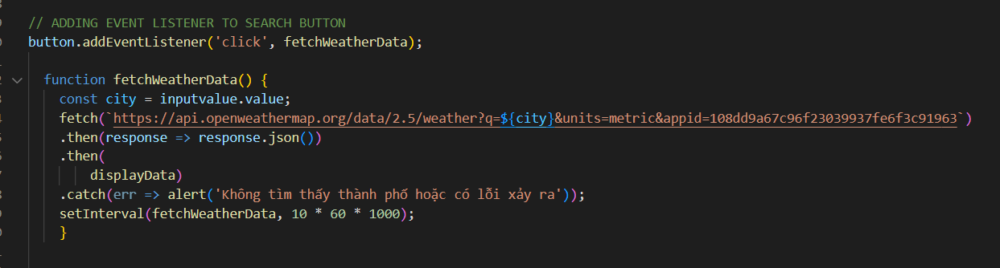 // ADDING EVENT LISTENER TO SEARCH BUTTON
button.addEventListener('click', fetchWeatherData);
function fetchWeatherData() {
const city = inputvalue.value;
fetch(`https://api.openweathermap.org/data/2.5/weather?q=${city}&units=metric&appid=108dd9a67c96f23039937fe6f3c91963`)
.then(response => response.json())
.then(
displayData)
.catch(err => alert('Không tìm thấy thành phố hoặc có lỗi xảy ra'));
setInterval(fetchWeatherData, 10 * 60 * 1000);
}